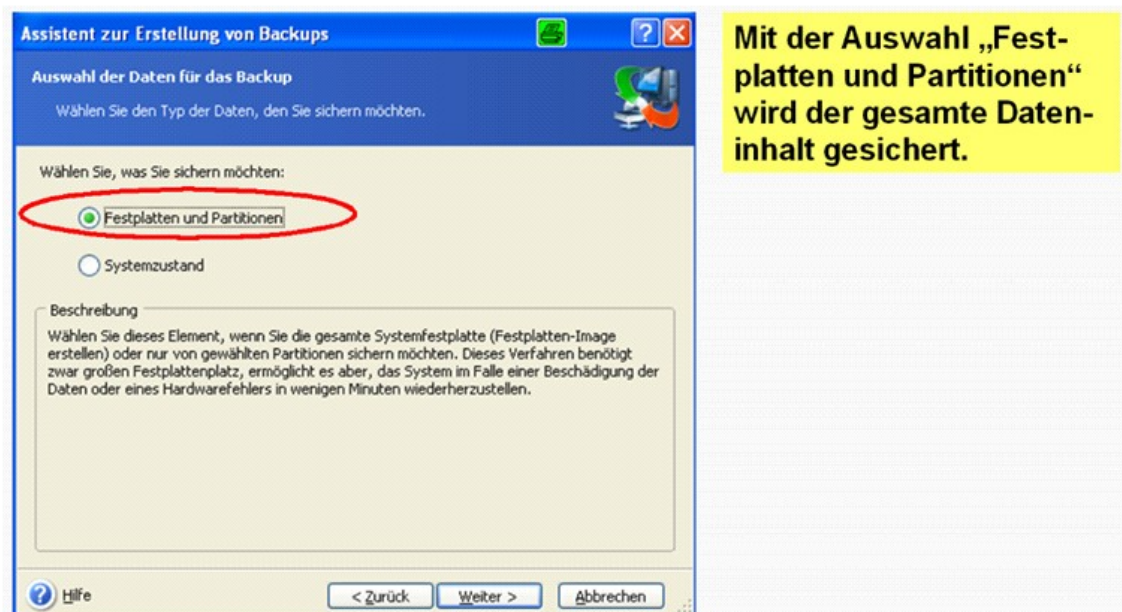 Assistent zur Erstellung von Backups
Auswahl der Daten für das Backup
Wählen Sie den Typ der Daten, den Sie sichern möchten.
Wählen Sie, was Sie sichern möchten:
Festplatten und Partitionen
Systemzustand
Beschreibung
Wählen Sie dieses Element, wenn Sie die gesamte Systemfestplatte (Festplatten-Image
erstellen) oder nur von gewählten Partitionen sichern möchten. Dieses Verfahren benötigt
zwar großen Festplattenplatz, ermöglicht es aber, das System im Falle einer Beschädigung der
Daten oder eines Hardwarefehlers in wenigen Minuten wiederherzustellen.
Hilfe
< Zurück
Weiter >
Abbrechen
Mit der Auswahl „Fest-
platten und Partitionen“
wird der gesamte Daten-
inhalt gesichert.